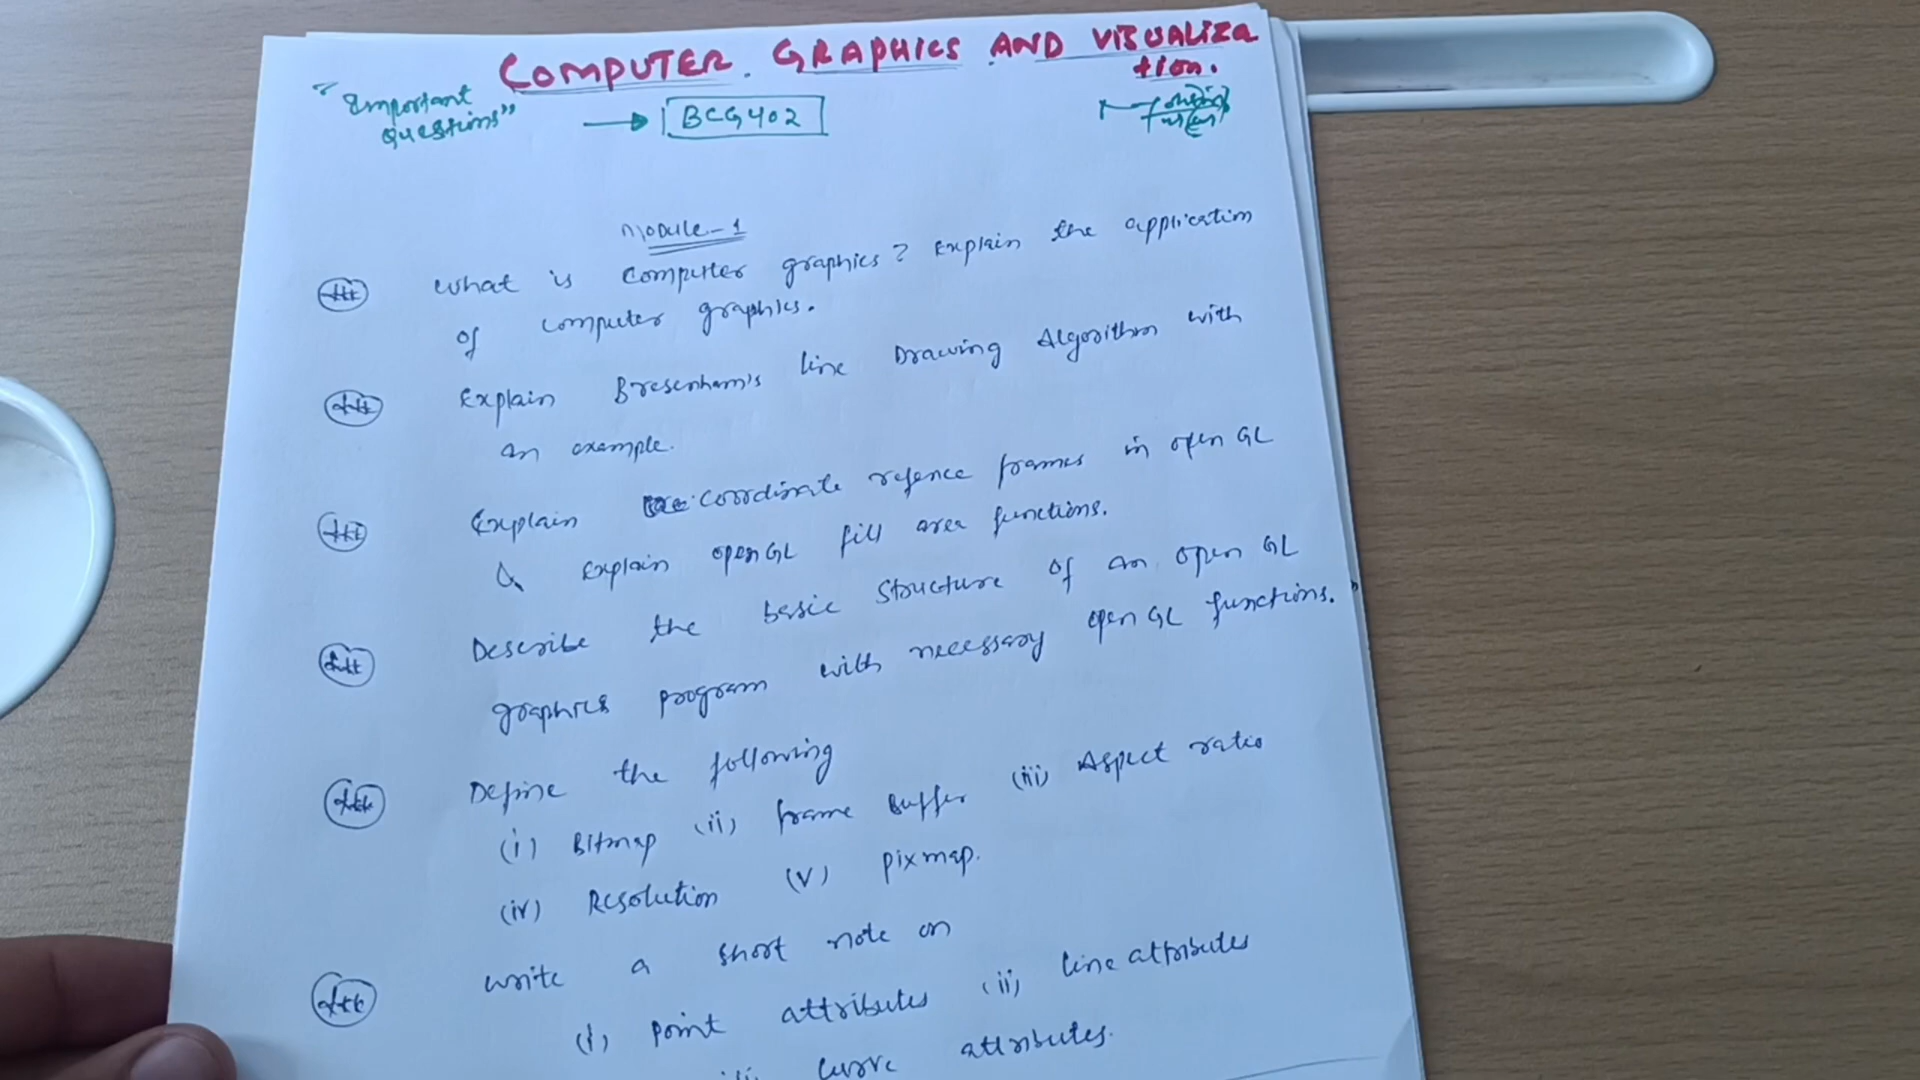 COMPUTER GRAPHICS AND VISUALIZA
tion.
"Important
questions"
BCG402
Module-1
What is computer graphics? Explain the application
of computer graphics.
Explain Bresenham's line Drawing Algorithm with
an example.
Explain coordinate refence frames in open GL
& explain openGL fill area functions.
Describe the basic structure of an open GL
graphics program with necessary open GL functions."
Define the following
(i) Bitmap (ii) frame Buffer (iii) Aspect ratio
(iv) Resolution (v) pixmap.
write a short note on
(i) point attributes (ii) line attributes
curve attributes.